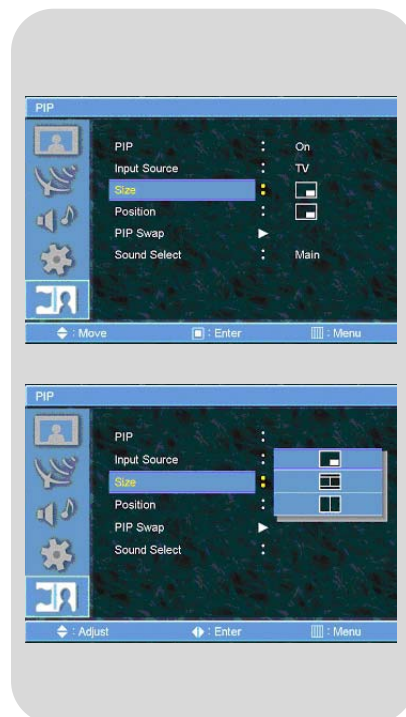 PIP
PIP : On
Input Source : TV
Size :
Position :
PIP Swap ►
Sound Select : Main
: Move : Enter : Menu
PIP
PIP :
Input Source :
Size :
Position :
PIP Swap ►
Sound Select :
: Adjust : Enter : Menu